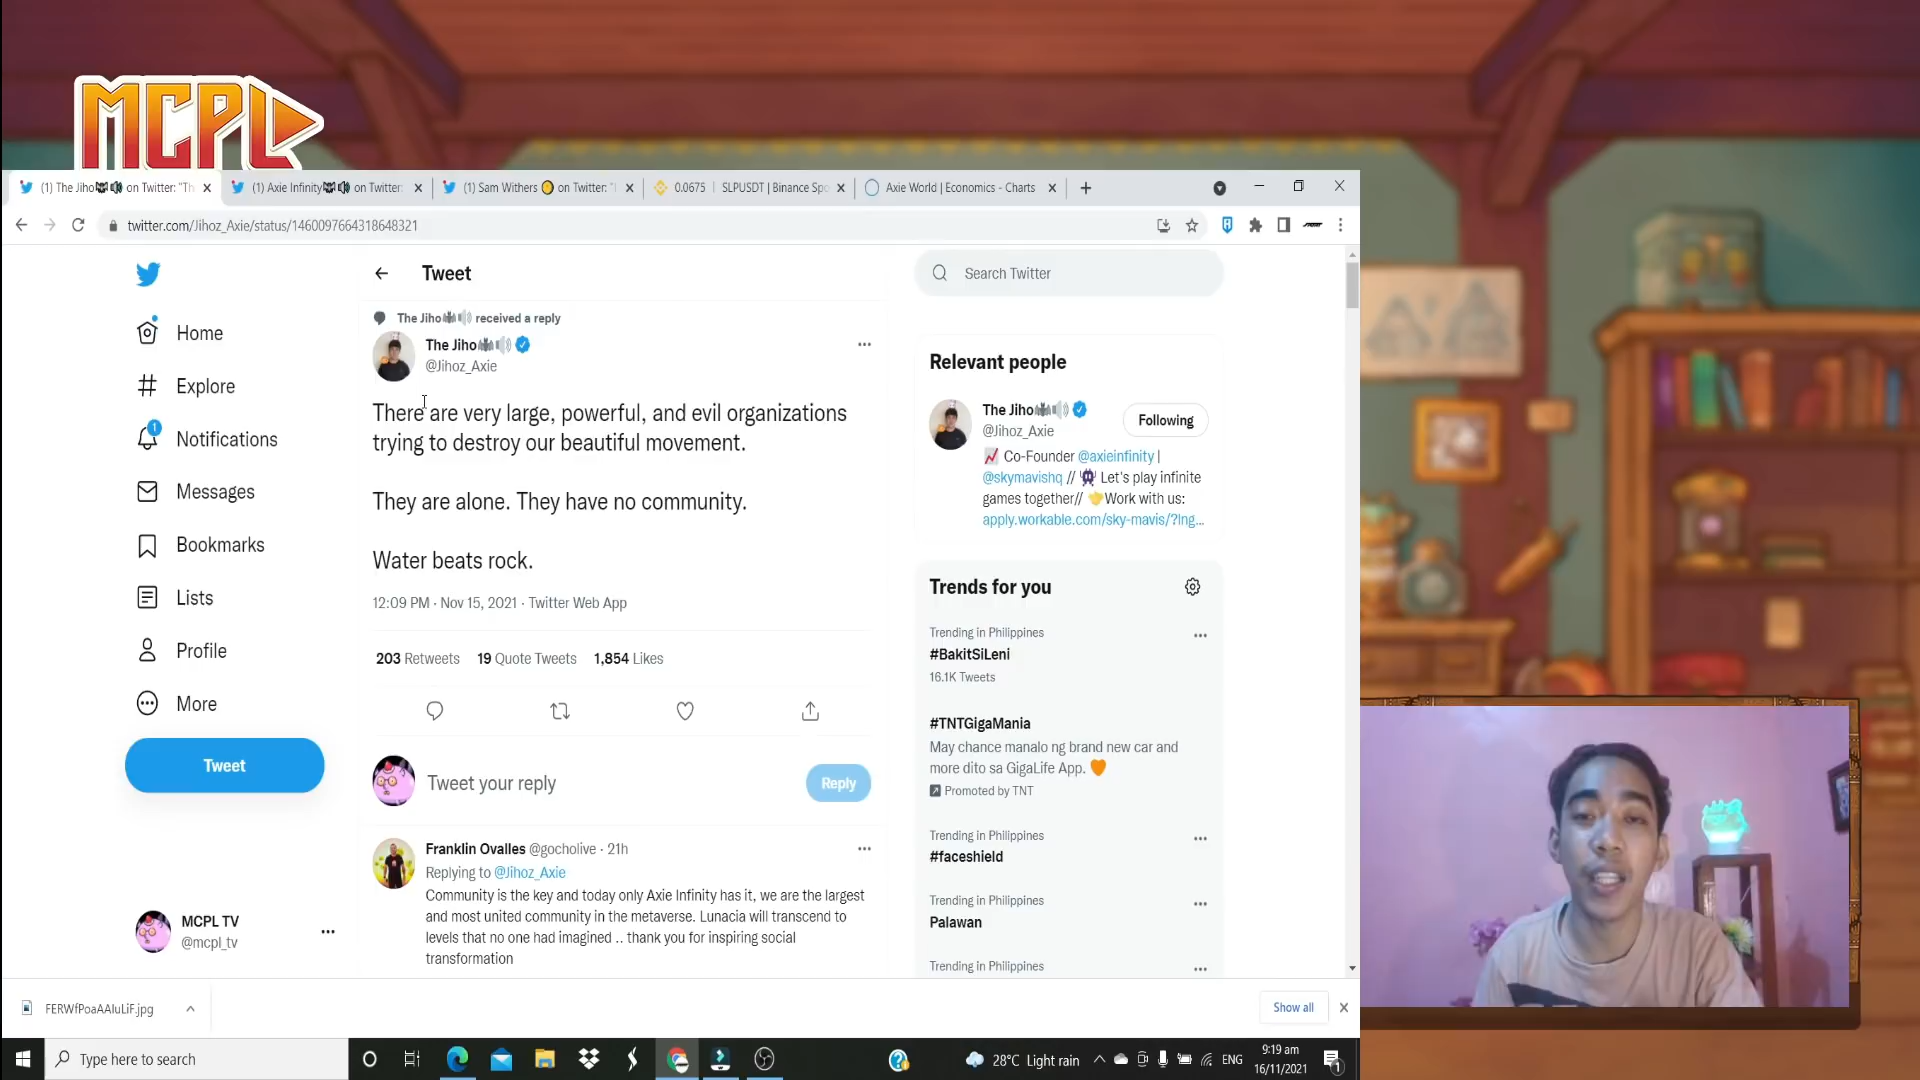 MCPL
(1) The Jiho on Twitter: "Th
(1) Axie Infinity on Twitter:
(1) Sam Withers on Twitter: "
0.0675 | SLPUSDT | Binance Spo
Axie World | Economics - Charts
twitter.com/Jihoz_Axie/status/1460097664318648321
Home
Explore
1
Notifications
Messages
Bookmarks
Lists
Profile
More
Tweet
MCPL TV
@mcpl_tv
Tweet
The Jiho received a reply
The Jiho
@Jihoz_Axie
There are very large, powerful, and evil organizations
trying to destroy our beautiful movement.
They are alone. They have no community.
Water beats rock.
12:09 PM · Nov 15, 2021 · Twitter Web App
203 Retweets 19 Quote Tweets 1,854 Likes
Tweet your reply
Reply
Franklin Ovalles @gocholive · 21h
Replying to @Jihoz_Axie
Community is the key and today only Axie Infinity has it, we are the largest
and most united community in the metaverse. Lunacia will transcend to
levels that no one had imagined .. thank you for inspiring social
transformation
Search Twitter
Relevant people
The Jiho
@Jihoz_Axie
Following
Co-Founder @axieinfinity |
@skymavishq // Let's play infinite
games together// Work with us:
apply.workable.com/sky-mavis/?lng...
Trends for you
Trending in Philippines
#BakitSiLeni
16.1K Tweets
#TNTGigaMania
May chance manalo ng brand new car and
more dito sa GigaLife App.
Promoted by TNT
Trending in Philippines
#faceshield
Trending in Philippines
Palawan
Trending in Philippines
FERWfPoaAAIuLiF.jpg
Show all
Type here to search
28°C Light rain
ENG
9:19 am
16/11/2021
1